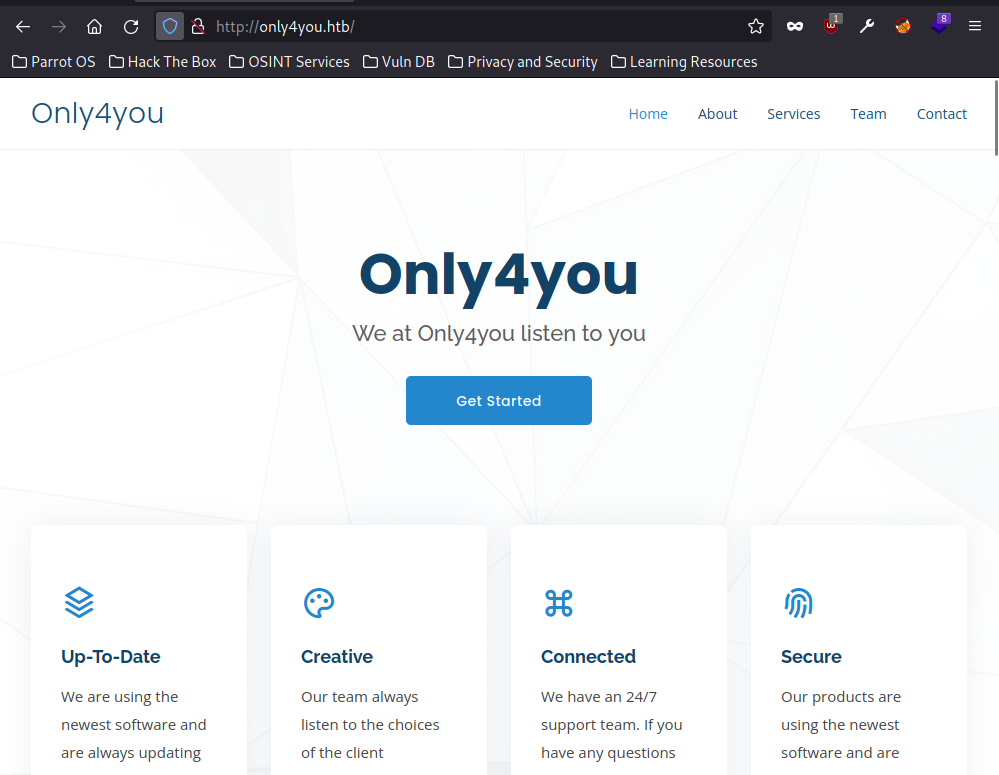 1
8
http://only4you.htb/
Parrot OS Hack The Box OSINT Services Vuln DB Privacy and Security Learning Resources
Only4you
Home About Services Team Contact
Only4you
We at Only4you listen to you
Get Started
Up-To-Date
We are using the
newest software and
are always updating
Creative
Our team always
listen to the choices
of the client
Connected
We have an 24/7
support team. If you
have any questions
Secure
Our products are
using the newest
software and are